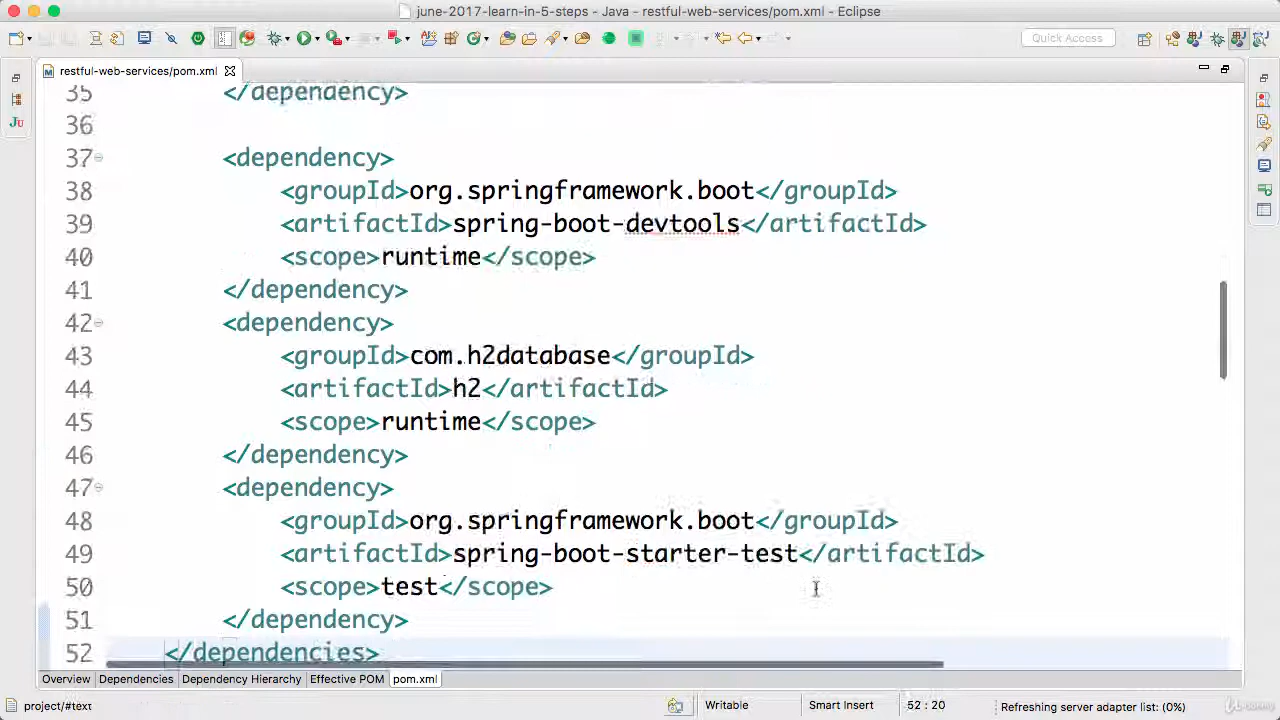 june-2017-learn-in-5-steps - Java - restful-web-services/pom.xml - Eclipse
Quick Access
restful-web-services/pom.xml
35 </dependency>
36
37 <dependency>
38 <groupId>org.springframework.boot</groupId>
39 <artifactId>spring-boot-devtools</artifactId>
40 <scope>runtime</scope>
41 </dependency>
42 <dependency>
43 <groupId>com.h2database</groupId>
44 <artifactId>h2</artifactId>
45 <scope>runtime</scope>
46 </dependency>
47 <dependency>
48 <groupId>org.springframework.boot</groupId>
49 <artifactId>spring-boot-starter-test</artifactId>
50 <scope>test</scope>
51 </dependency>
52 </dependencies>
Overview Dependencies Dependency Hierarchy Effective POM pom.xml
project/#text Writable Smart Insert 52 : 20 Refreshing server adapter list: (0%)